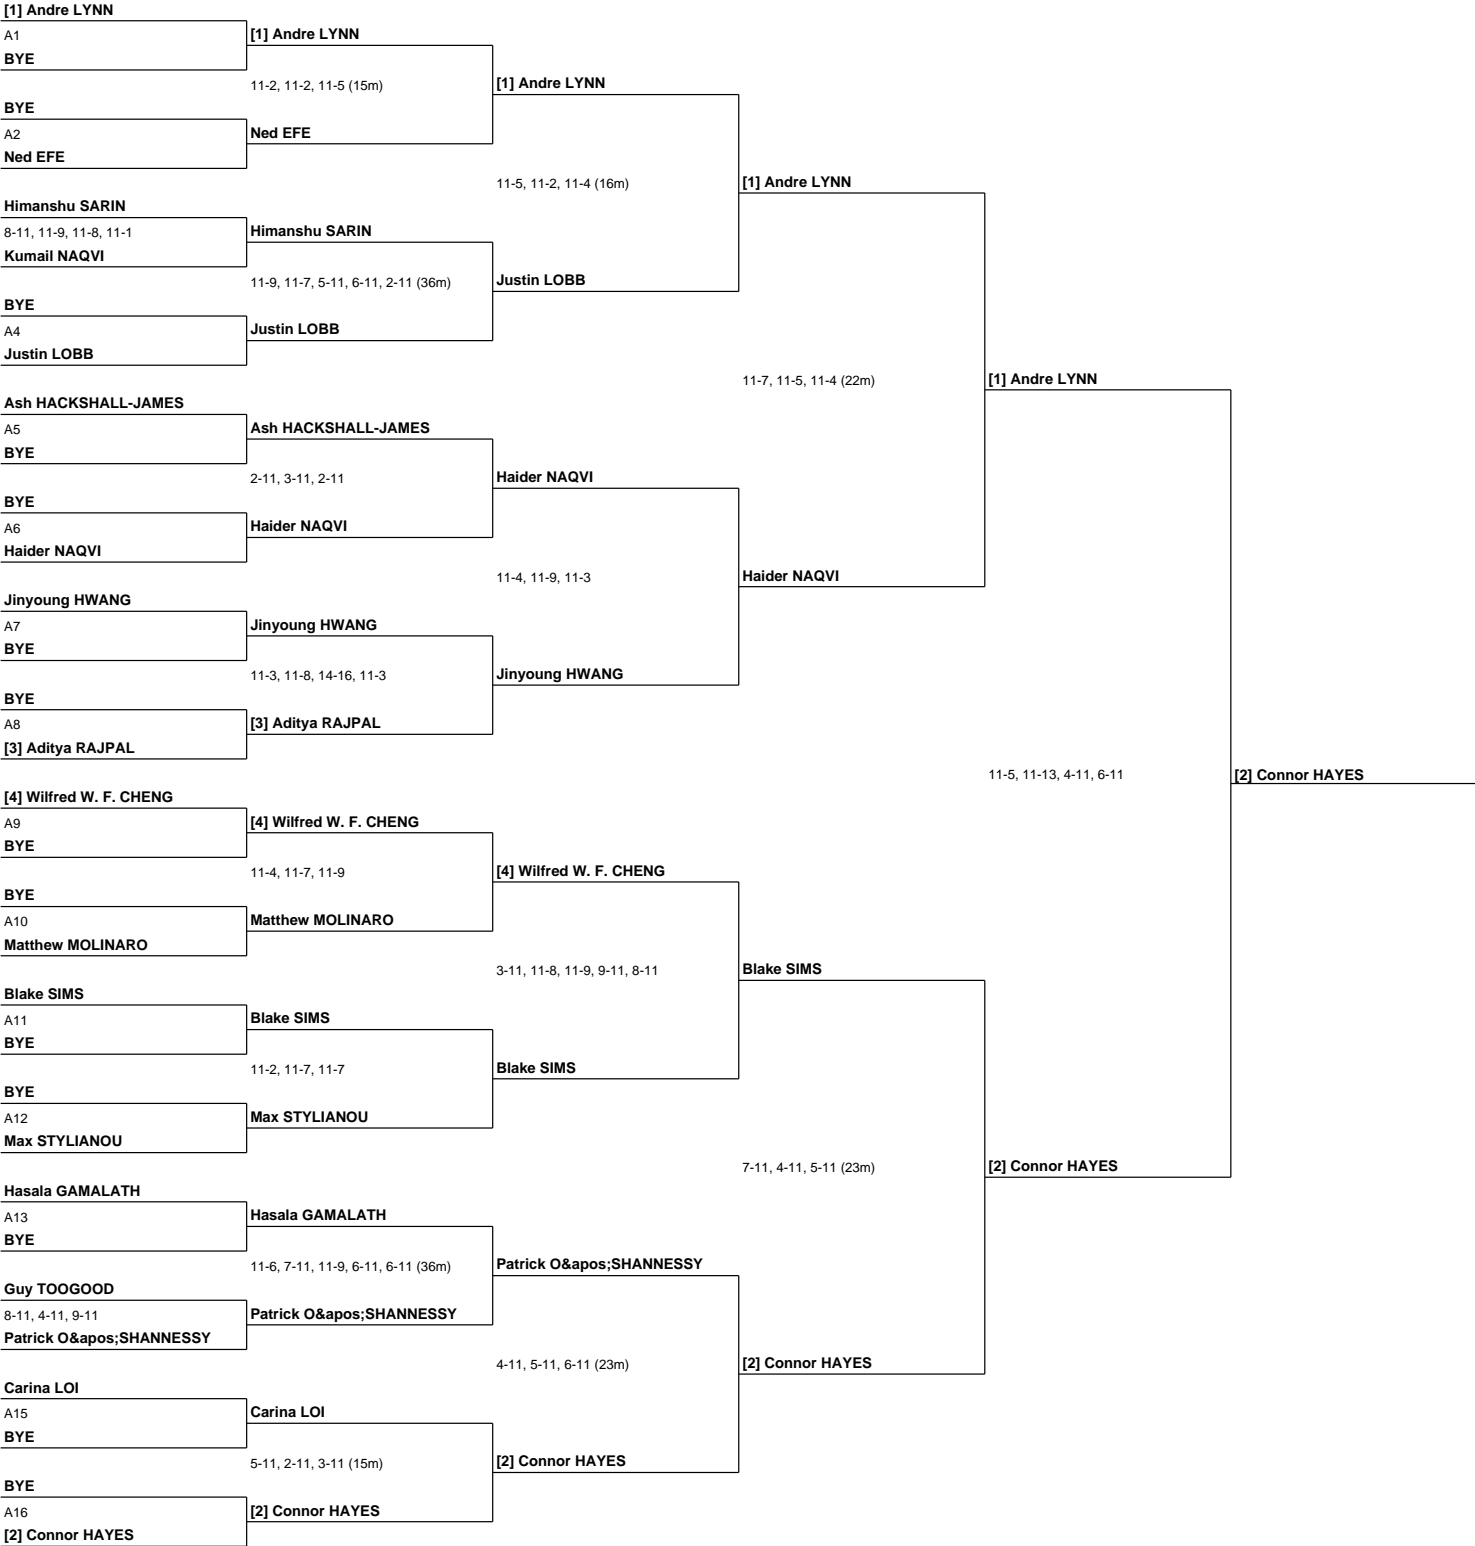 [1] Andre LYNN
A1
BYE
BYE
A2
Ned EFE
Himanshu SARIN
8-11, 11-9, 11-8, 11-1
Kumail NAQVI
BYE
A4
Justin LOBB
Ash HACKSHALL-JAMES
A5
BYE
BYE
A6
Haider NAQVI
Jinyoung HWANG
A7
BYE
BYE
A8
[3] Aditya RAJPAL
[4] Wilfred W. F. CHENG
A9
BYE
BYE
A10
Matthew MOLINARO
Blake SIMS
A11
BYE
BYE
A12
Max STYLIANOU
Hasala GAMALATH
A13
BYE
Guy TOOGOOD
8-11, 4-11, 9-11
Patrick O&apos;SHANNESSY
Carina LOI
A15
BYE
BYE
A16
[2] Connor HAYES
[1] Andre LYNN
11-2, 11-2, 11-5 (15m)
Ned EFE
Himanshu SARIN
11-9, 11-7, 5-11, 6-11, 2-11 (36m)
Justin LOBB
Ash HACKSHALL-JAMES
2-11, 3-11, 2-11
Haider NAQVI
Jinyoung HWANG
11-3, 11-8, 14-16, 11-3
[3] Aditya RAJPAL
[4] Wilfred W. F. CHENG
11-4, 11-7, 11-9
Matthew MOLINARO
Blake SIMS
11-2, 11-7, 11-7
Max STYLIANOU
Hasala GAMALATH
11-6, 7-11, 11-9, 6-11, 6-11 (36m)
Patrick O&apos;SHANNESSY
Carina LOI
5-11, 2-11, 3-11 (15m)
[2] Connor HAYES
[1] Andre LYNN
11-5, 11-2, 11-4 (16m)
Justin LOBB
Haider NAQVI
11-4, 11-9, 11-3
Jinyoung HWANG
[4] Wilfred W. F. CHENG
3-11, 11-8, 11-9, 9-11, 8-11
Blake SIMS
Patrick O&apos;SHANNESSY
4-11, 5-11, 6-11 (23m)
[2] Connor HAYES
[1] Andre LYNN
11-7, 11-5, 11-4 (22m)
Haider NAQVI
Blake SIMS
7-11, 4-11, 5-11 (23m)
[2] Connor HAYES
[1] Andre LYNN
11-5, 11-13, 4-11, 6-11
[2] Connor HAYES
[2] Connor HAYES